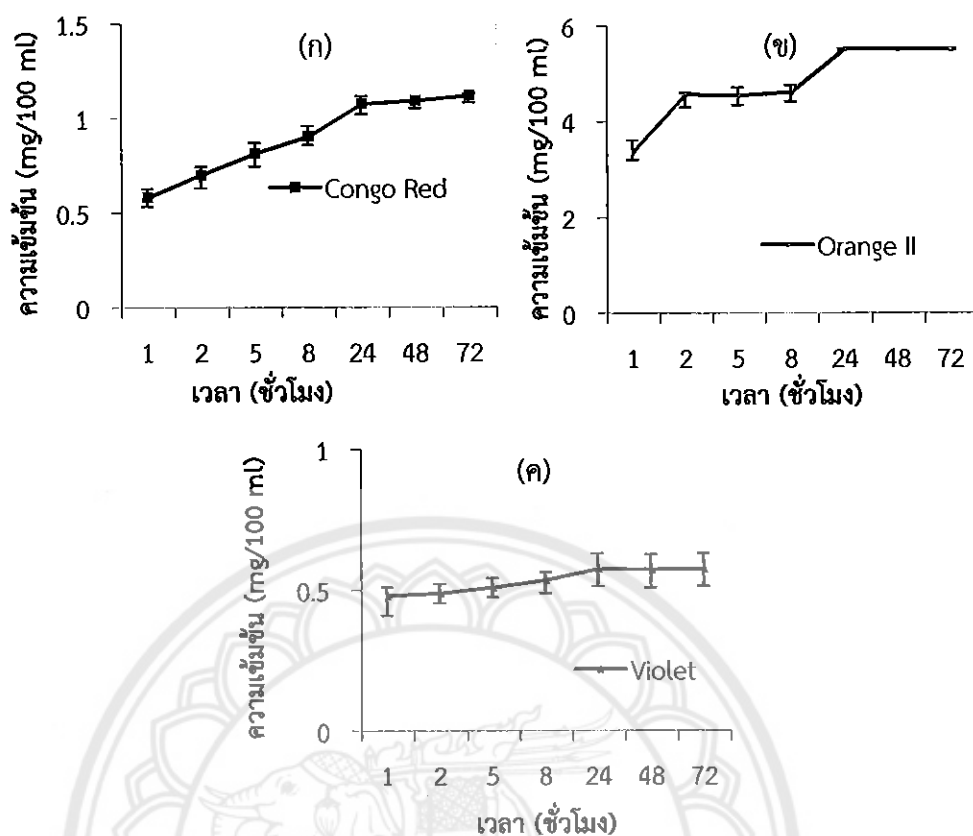 (ก)
ความเข้มข้น (mg/100 ml)
1.5
1
0.5
0
Congo Red
1 2 5 8 24 48 72
เวลา (ชั่วโมง)
(ข)
ความเข้มข้น (mg/100 ml)
6
4
2
0
Orange II
1 2 5 8 24 48 72
เวลา (ชั่วโมง)
(ค)
ความเข้มข้น (mg/100 ml)
1
0.5
0
Violet
1 2 5 8 24 48 72
เวลา (ชั่วโมง)